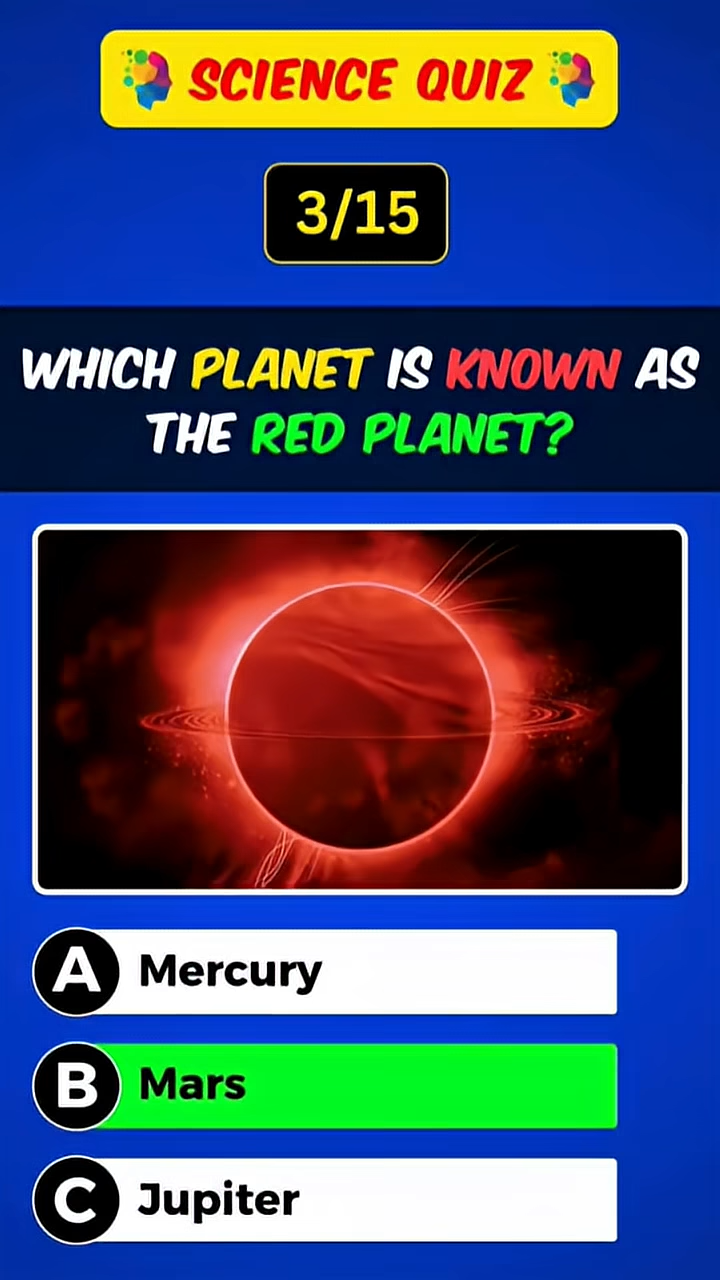 SCIENCE QUIZ
3/15
WHICH PLANET IS KNOWN AS
THE RED PLANET?
A Mercury
B Mars
C Jupiter